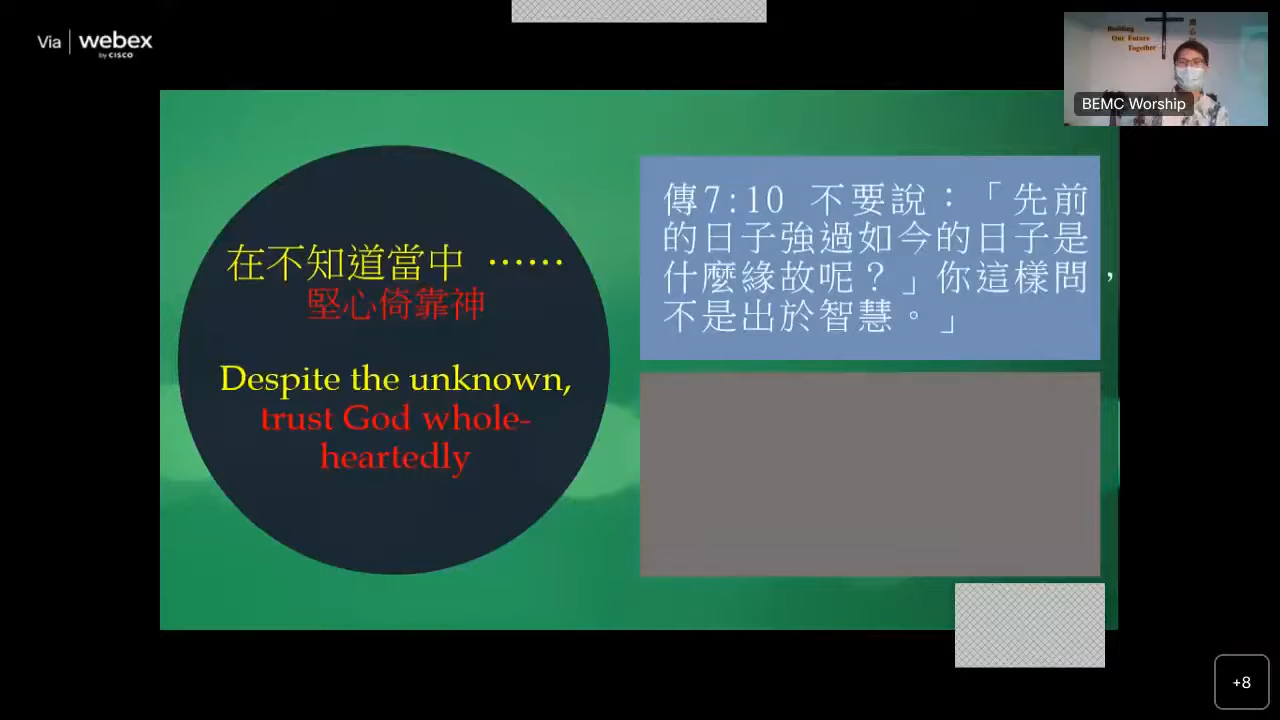 Via webex
by CISCO
Building
Our Future
Together
BEMC Worship
在不知道當中 ……
堅心倚靠神
Despite the unknown,
trust God whole-
heartedly
傳7:10 不要說：「先前
的日子強過如今的日子是
什麼緣故呢？」你這樣問，
不是出於智慧。」
+8